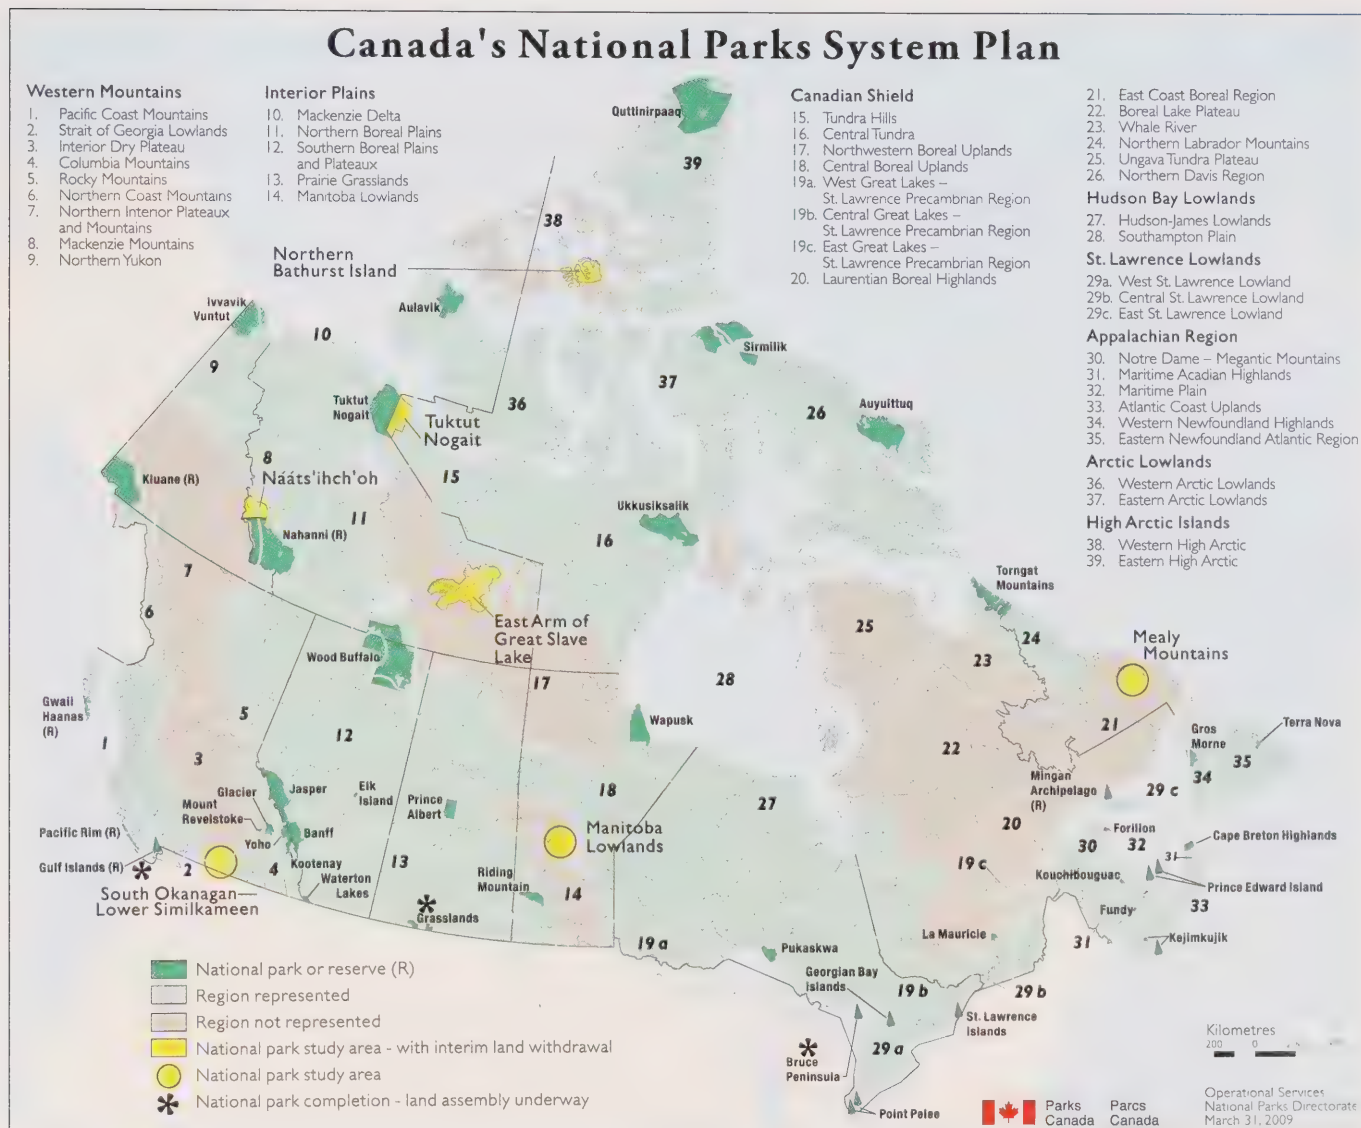 Canada's National Parks System Plan
Western Mountains
1. Pacific Coast Mountains
2. Strait of Georgia Lowlands
3. Interior Dry Plateau
4. Columbia Mountains
5. Rocky Mountains
6. Northern Coast Mountains
7. Northern Interior Plateaux
and Mountains
8. Mackenzie Mountains
9. Northern Yukon
Interior Plains
10. Mackenzie Delta
11. Northern Boreal Plains
12. Southern Boreal Plains
and Plateaux
13. Prairie Grasslands
14. Manitoba Lowlands
Canadian Shield
15. Tundra Hills
16. Central Tundra
17. Northwestern Boreal Uplands
18. Central Boreal Uplands
19a. West Great Lakes –
St. Lawrence Precambrian Region
19b. Central Great Lakes –
St. Lawrence Precambrian Region
19c. East Great Lakes –
St. Lawrence Precambrian Region
20. Laurentian Boreal Highlands
21. East Coast Boreal Region
22. Boreal Lake Plateau
23. Whale River
24. Northern Labrador Mountains
25. Ungava Tundra Plateau
26. Northern Davis Region
Hudson Bay Lowlands
27. Hudson-James Lowlands
28. Southampton Plain
St. Lawrence Lowlands
29a. West St. Lawrence Lowland
29b. Central St. Lawrence Lowland
29c. East St. Lawrence Lowland
Appalachian Region
30. Notre Dame – Megantic Mountains
31. Maritime Acadian Highlands
32. Maritime Plain
33. Atlantic Coast Uplands
34. Western Newfoundland Highlands
35. Eastern Newfoundland Atlantic Region
Arctic Lowlands
36. Western Arctic Lowlands
37. Eastern Arctic Lowlands
High Arctic Islands
38. Western High Arctic
39. Eastern High Arctic
Quttinirpaaq
39
38
Northern
Bathurst Island
Ivvavik
Vuntut
Aulavik
10
9
Sirmilik
37
Tuktut
Nogait
36
Tuktut
Nogait
26
Auyuittuq
Kluane (R)
8
Nááts'ihch'oh
15
11
Nahanni (R)
Ukkusiksalik
16
7
6
Torngat
Mountains
East Arm of
Great Slave
Lake
25
24
23
Mealy
Mountains
Wood Buffalo
17
28
Gwaii
Haanas
(R)
1
5
12
Wapusk
21
Gros
Morne
Terra Nova
35
34
3
22
Mingan
Archipelago
(R)
29 c
Glacier
Jasper
Elk
Island
Prince
Albert
18
27
Mount
Revelstoke
Pacific Rim (R)
Yoho
Banff
Manitoba
Lowlands
20
Forillon
30
32
Cape Breton Highlands
31
Gulf Islands (R)
2
4
Kootenay
Waterton
Lakes
13
Riding
Mountain
14
19 c
Kouchibouguac
Prince Edward Island
South Okanagan—
Lower Similkameen
Grasslands
Fundy
33
19 a
Pukaskwa
La Mauricie
31
Kejimkujik
Georgian Bay
Islands
19 b
29 b
St. Lawrence
Islands
29 a
Bruce
Peninsula
Point Pelee
National park or reserve (R)
Region represented
Region not represented
National park study area - with interim land withdrawal
National park study area
National park completion - land assembly underway
Kilometres
200 0
Parks
Canada
Parcs
Canada
Operational Services
National Parks Directorate
March 31, 2009